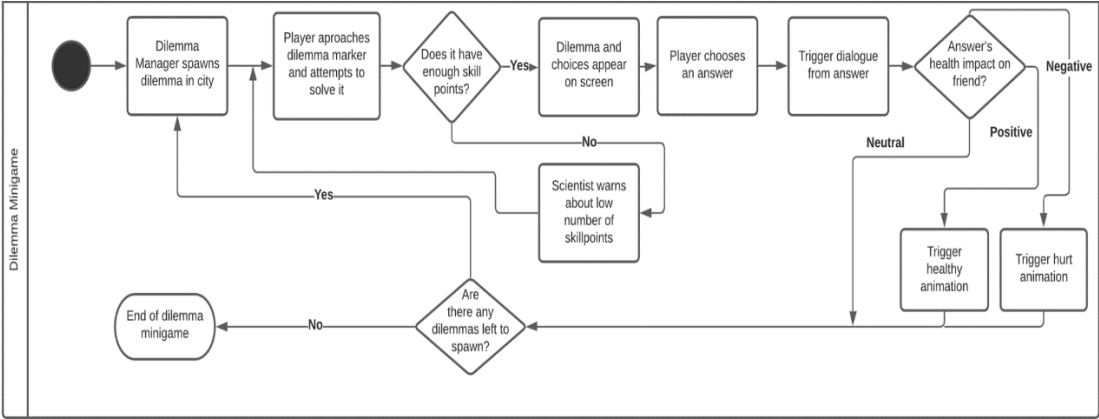 Dilemma Minigame
Dilemma
Manager spawns
dilemma in city
Player aproaches
dilemma marker
and attempts to
solve it
Does it have
enough skill
points?
Yes
Dilemma and
choices appear
on screen
Player chooses
an answer
Trigger dialogue
from answer
Answer's
health impact on
friend?
Negative
Positive
Neutral
No
Scientist warns
about low
number of
skillpoints
Yes
Trigger
healthy
animation
Trigger hurt
animation
Are
there any
dilemmas left to
spawn?
No
End of dilemma
minigame